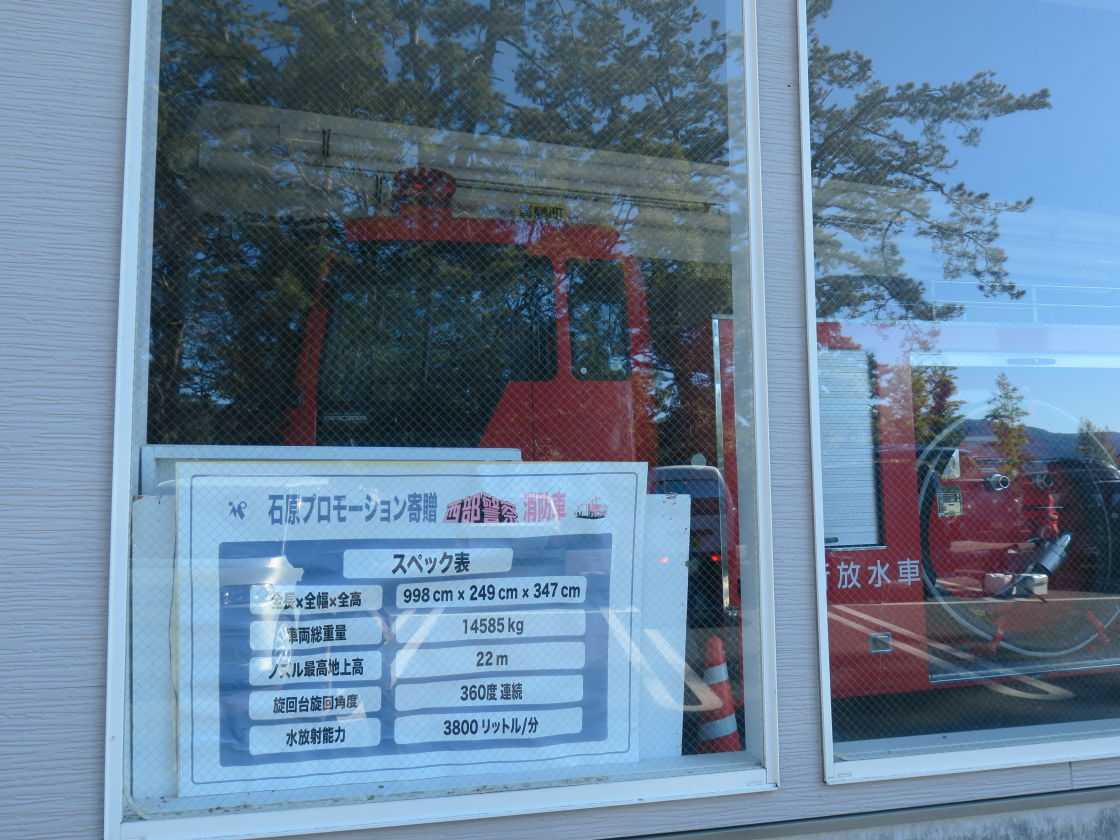 石原プロモーション寄贈 西部警察 消防車
スペック表
全長×全幅×全高 998cm x 249cm x 347cm
車両総重量 14585kg
ノズル最高地上高 22m
旋回台旋回角度 360度 連続
水放射能力 3800リットル/分
放水車